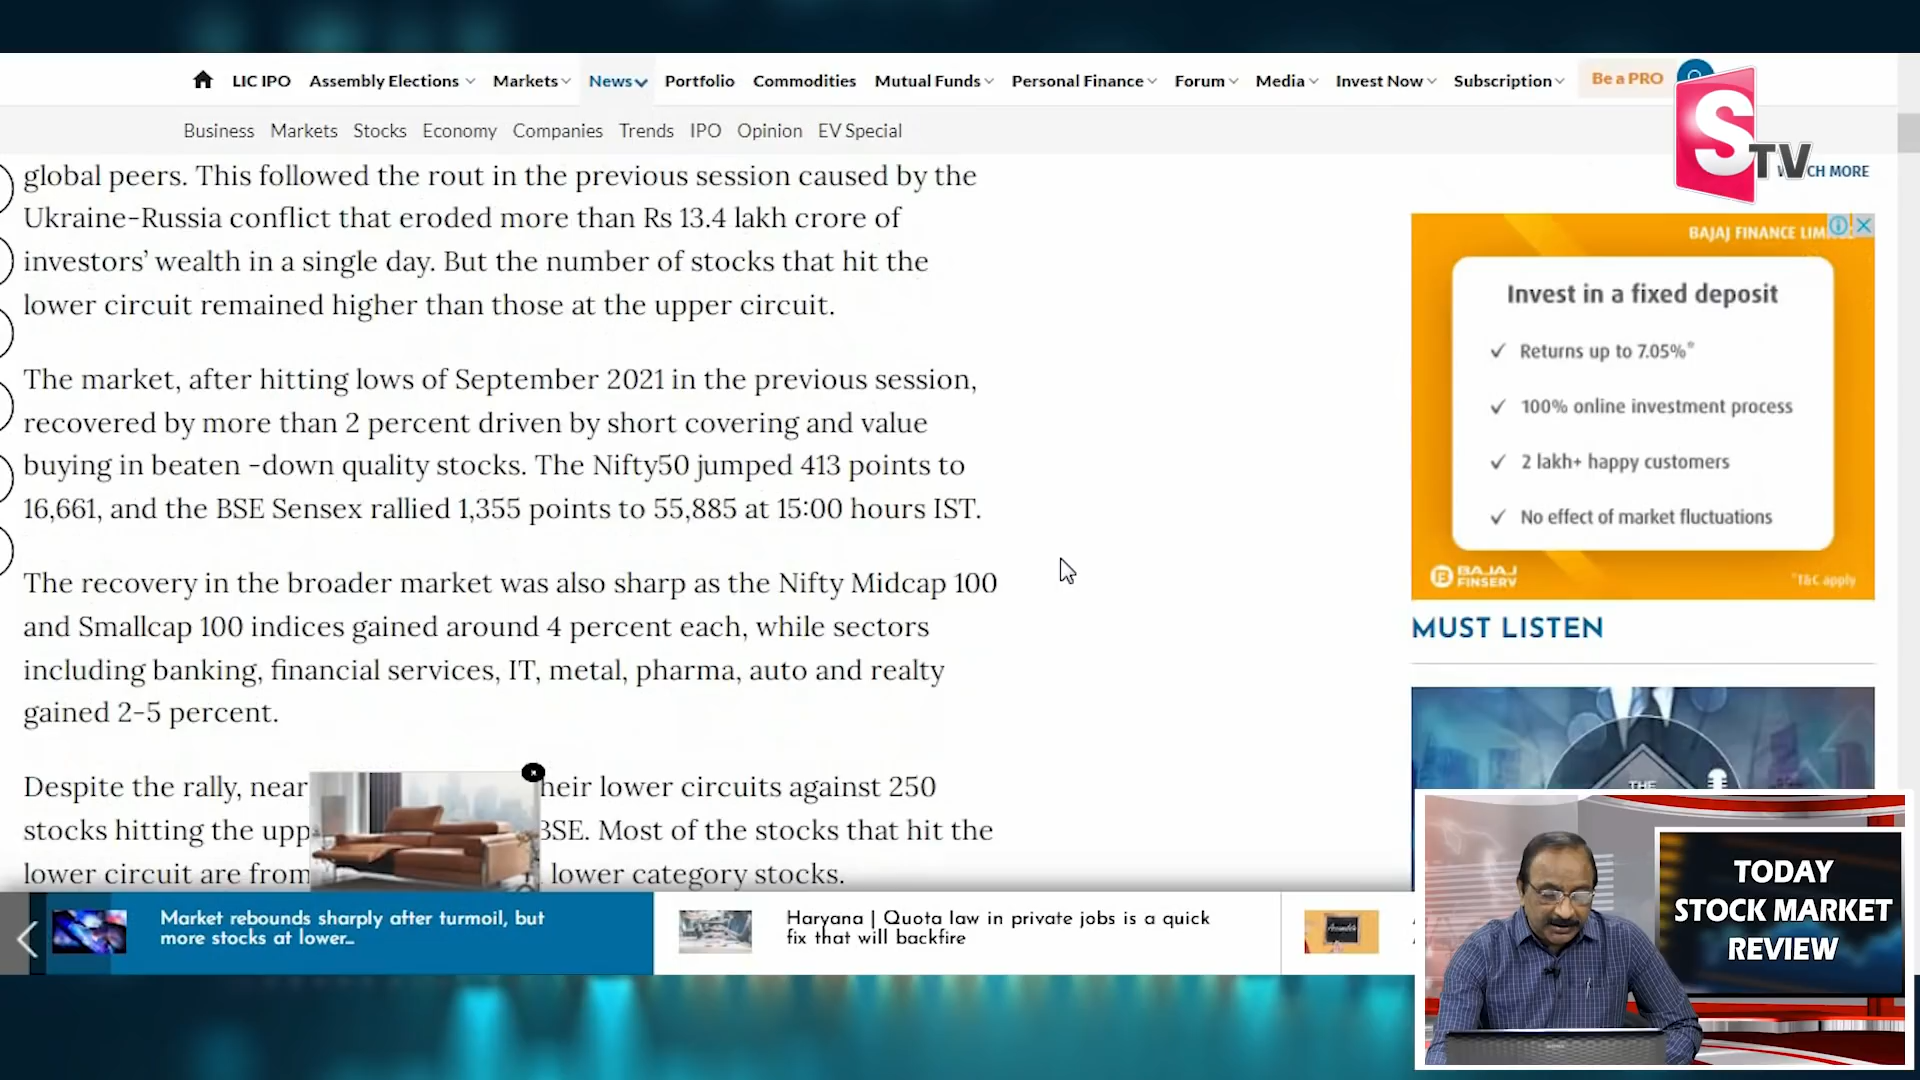 LIC IPO Assembly Elections Markets News Portfolio Commodities Mutual Funds Personal Finance Forum Media Invest Now Subscription Be a PRO
Business Markets Stocks Economy Companies Trends IPO Opinion EV Special
S TV
CH MORE
global peers. This followed the rout in the previous session caused by the
Ukraine-Russia conflict that eroded more than Rs 13.4 lakh crore of
investors’ wealth in a single day. But the number of stocks that hit the
lower circuit remained higher than those at the upper circuit.
The market, after hitting lows of September 2021 in the previous session,
recovered by more than 2 percent driven by short covering and value
buying in beaten -down quality stocks. The Nifty50 jumped 413 points to
16,661, and the BSE Sensex rallied 1,355 points to 55,885 at 15:00 hours IST.
The recovery in the broader market was also sharp as the Nifty Midcap 100
and Smallcap 100 indices gained around 4 percent each, while sectors
including banking, financial services, IT, metal, pharma, auto and realty
gained 2-5 percent.
Despite the rally, near heir lower circuits against 250
stocks hitting the upp BSE. Most of the stocks that hit the
lower circuit are from lower category stocks.
BAJAJ FINANCE LIM
Invest in a fixed deposit
✓ Returns up to 7.05%*
✓ 100% online investment process
✓ 2 lakh+ happy customers
✓ No effect of market fluctuations
BAJAJ
FINSERV
*T&C apply
MUST LISTEN
THE
Market rebounds sharply after turmoil, but
more stocks at lower...
Haryana | Quota law in private jobs is a quick
fix that will backfire
TODAY
STOCK MARKET
REVIEW